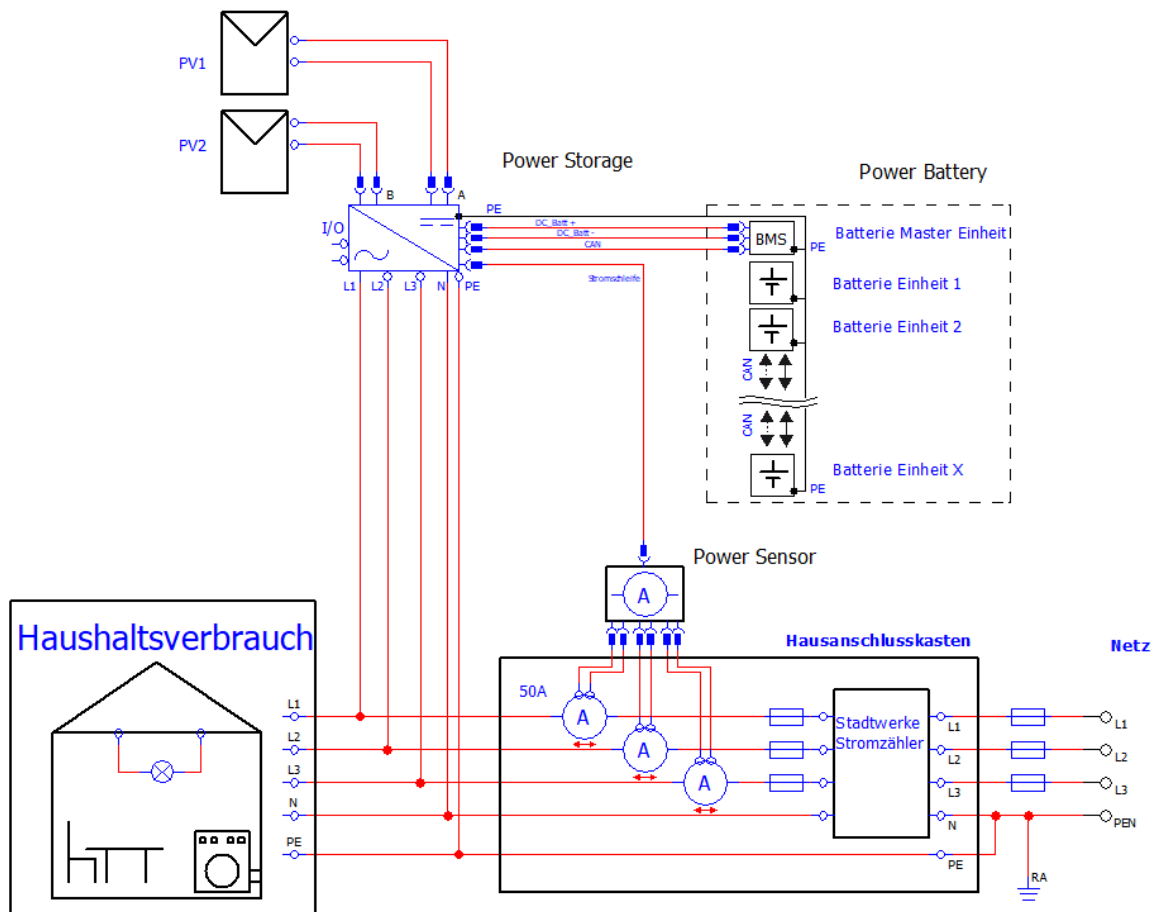 PV1
PV2
Power Storage
Power Battery
B
A
PE
I/O
DC_Batt +
DC_Batt -
CAN
BMS
Batterie Master Einheit
PE
L1
L2
L3
N
PE
Stromschleife
Batterie Einheit 1
Batterie Einheit 2
CAN
CAN
Batterie Einheit X
PE
Power Sensor
A
Haushaltsverbrauch
Hausanschlusskasten
Netz
50A
L1
A
Stadtwerke
Stromzähler
L1
L1
L2
A
L2
L2
L3
A
L3
L3
N
N
PEN
PE
PE
RA